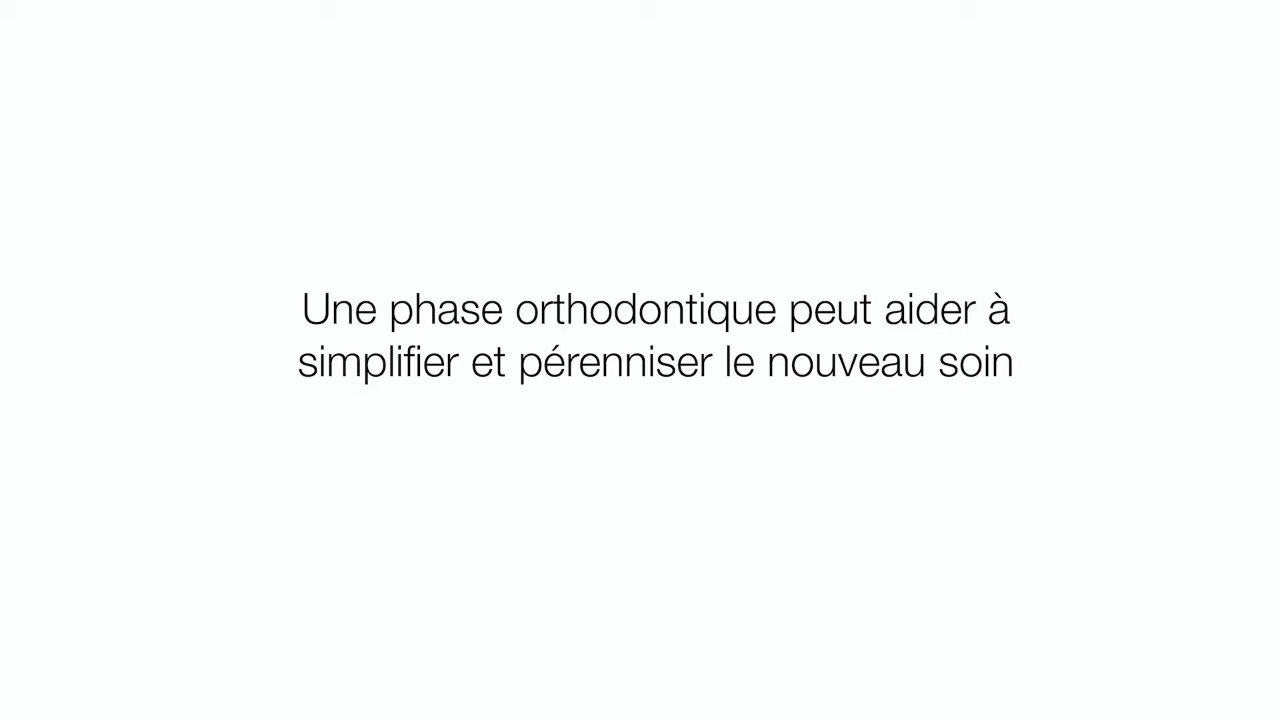 Une phase orthodontique peut aider à
simplifier et pérenniser le nouveau soin